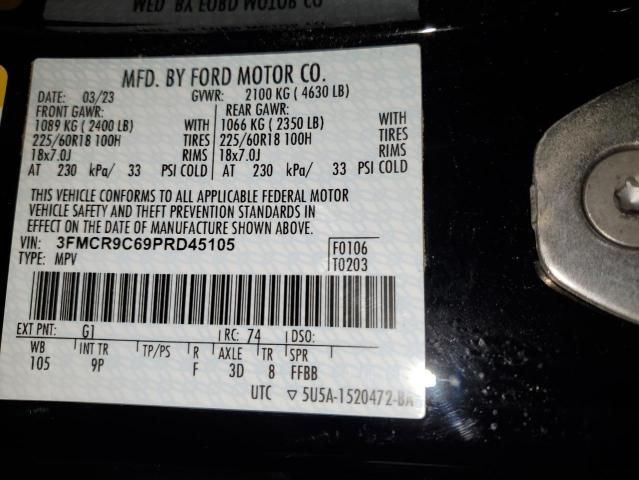 MFD. BY FORD MOTOR CO.
DATE: 03/23 GVWR: 2100 KG ( 4630 LB)
FRONT GAWR: REAR GAWR:
1089 KG ( 2400 LB) WITH 1066 KG ( 2350 LB) WITH
225/60R18 100H TIRES 225/60R18 100H TIRES
18x7.0J RIMS 18x7.0J RIMS
AT 230 kPa/ 33 PSI COLD AT 230 kPa/ 33 PSI COLD
THIS VEHICLE CONFORMS TO ALL APPLICABLE FEDERAL MOTOR
VEHICLE SAFETY AND THEFT PREVENTION STANDARDS IN
EFFECT ON THE DATE OF MANUFACTURE SHOWN ABOVE.
VIN: 3FMCR9C69PRD45105 F0106
TYPE: MPV T0203
EXT PNT: G1 RC: 74 DSO:
WB INT TR TP/PS R AXLE TR SPR
105 9P F 3D 8 FFBB
UTC ▽ 5U5A-1520472-BA